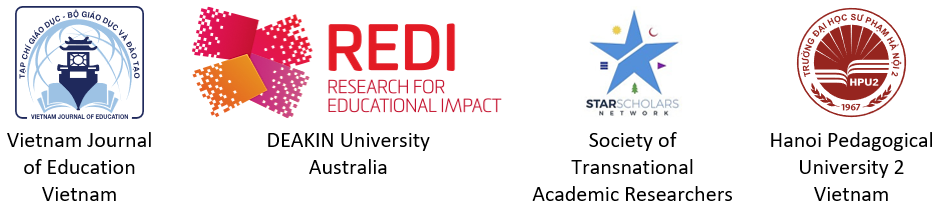 TẠP CHÍ GIÁO DỤC - BỘ GIÁO DỤC VÀ ĐÀO TẠO
VIETNAM JOURNAL OF EDUCATION
Vietnam Journal
of Education
Vietnam
REDI
RESEARCH FOR
EDUCATIONAL IMPACT
DEAKIN University
Australia
STARSCHOLARS
NETWORK
Society of
Transnational
Academic Researchers
TRƯỜNG ĐẠI HỌC SƯ PHẠM HÀ NỘI 2
HPU2
1967
Hanoi Pedagogical
University 2
Vietnam